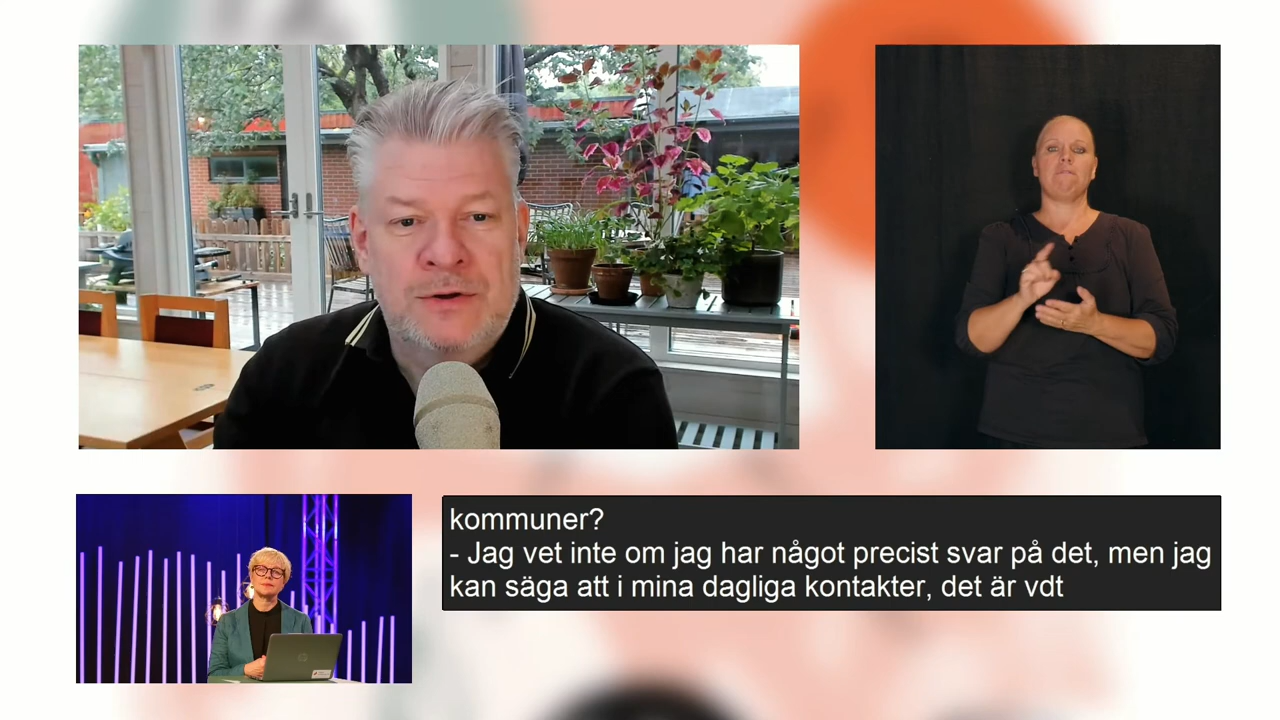 kommuner?
- Jag vet inte om jag har något precist svar på det, men jag
kan säga att i mina dagliga kontakter, det är vdt